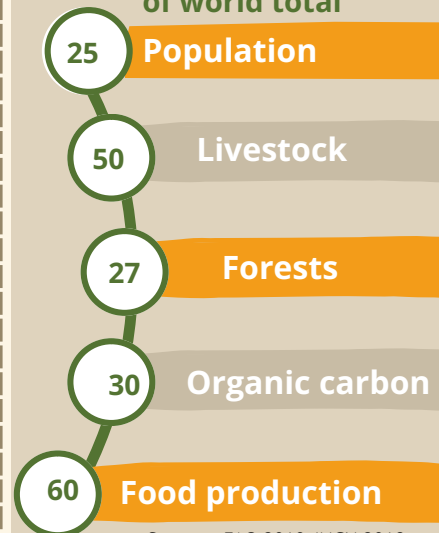 of world total
25 Population
50 Livestock
27 Forests
30 Organic carbon
60 Food production